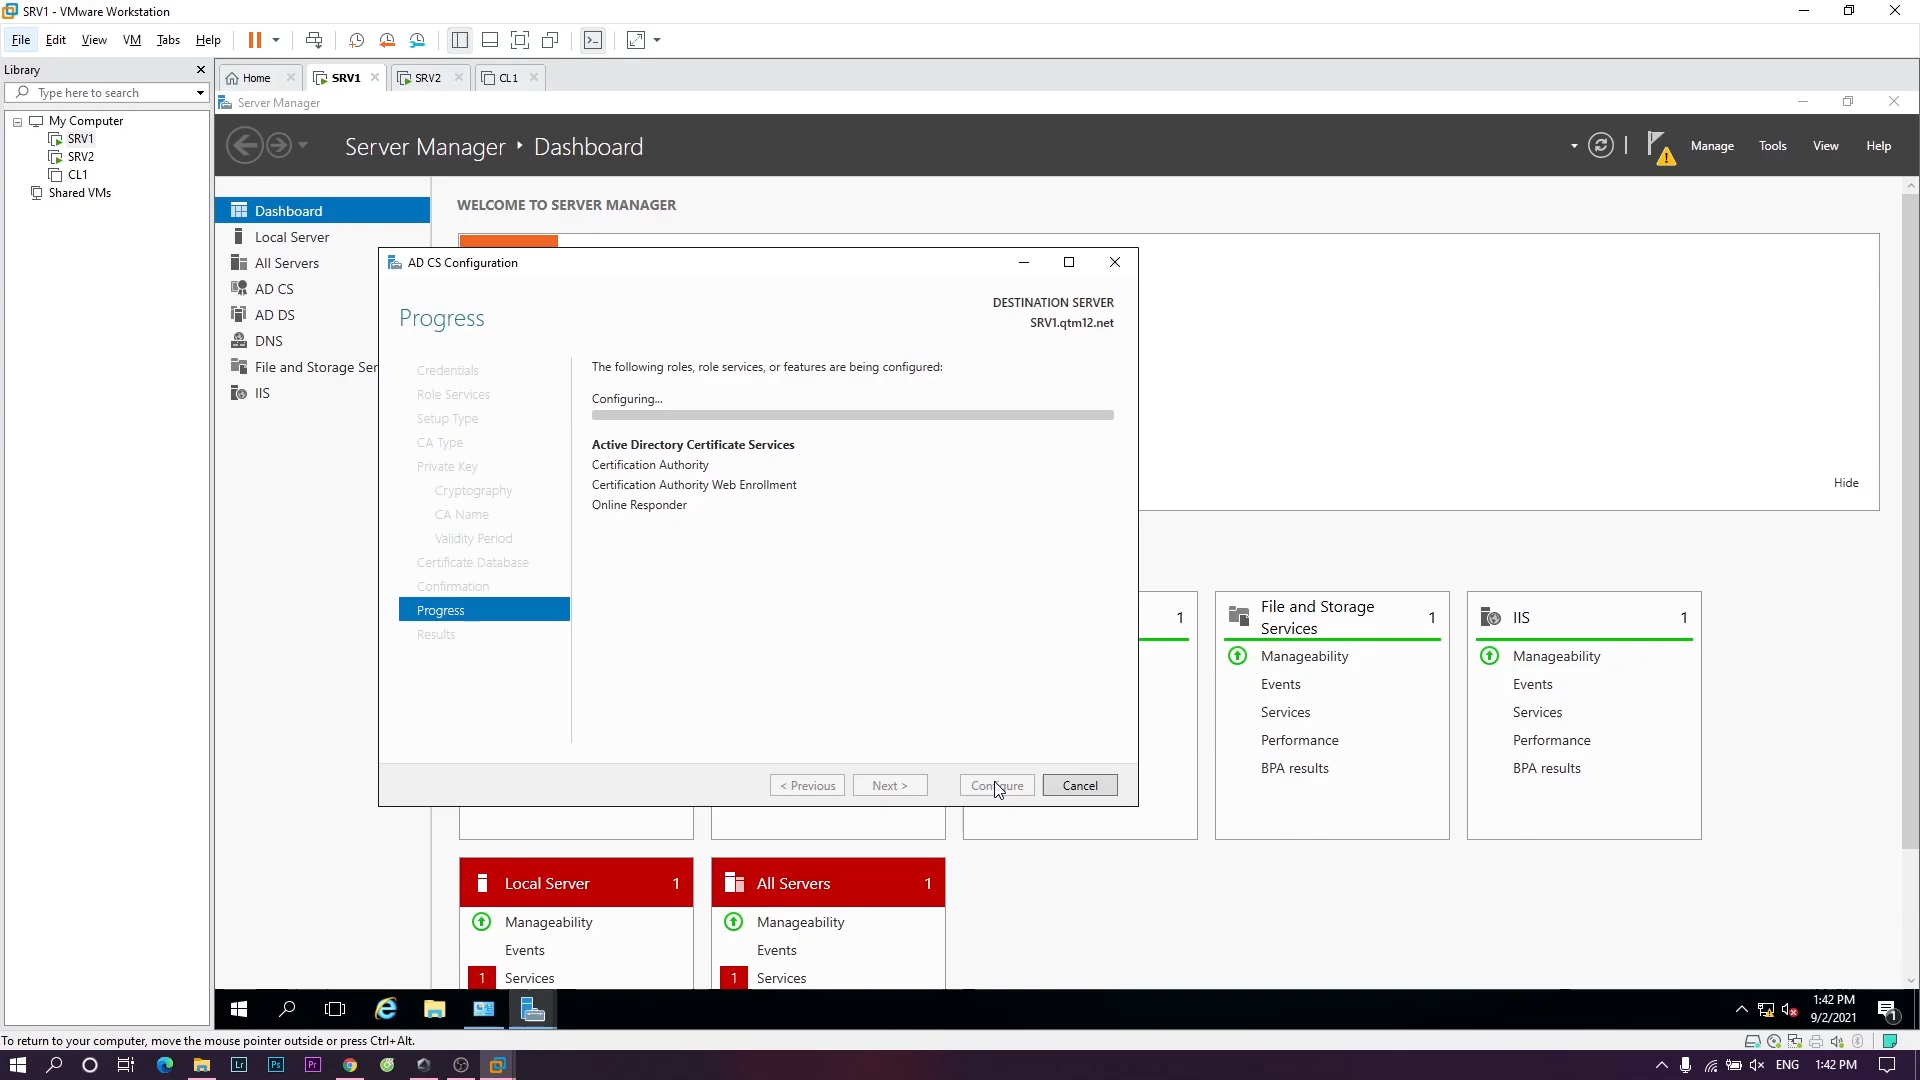 SRV1 - VMware Workstation
File Edit View VM Tabs Help
Library
Type here to search
My Computer
SRV1
SRV2
CL1
Shared VMs
Home SRV1 SRV2 CL1
Server Manager
Server Manager ‣ Dashboard
Manage Tools View Help
Dashboard
Local Server
All Servers
AD CS
AD DS
DNS
File and Storage Ser
IIS
WELCOME TO SERVER MANAGER
Hide
AD CS Configuration
Progress
DESTINATION SERVER
SRV1.qtm12.net
Credentials
Role Services
Setup Type
CA Type
Private Key
Cryptography
CA Name
Validity Period
Certificate Database
Confirmation
Progress
Results
The following roles, role services, or features are being configured:
Configuring...
Active Directory Certificate Services
Certification Authority
Certification Authority Web Enrollment
Online Responder
< Previous Next > Configure Cancel
1
File and Storage Services 1
Manageability
Events
Services
Performance
BPA results
IIS 1
Manageability
Events
Services
Performance
BPA results
Local Server 1
Manageability
Events
1 Services
All Servers 1
Manageability
Events
1 Services
1:42 PM
9/2/2021
1
To return to your computer, move the mouse pointer outside or press Ctrl+Alt.
Lr Ps Pr
ENG 1:42 PM